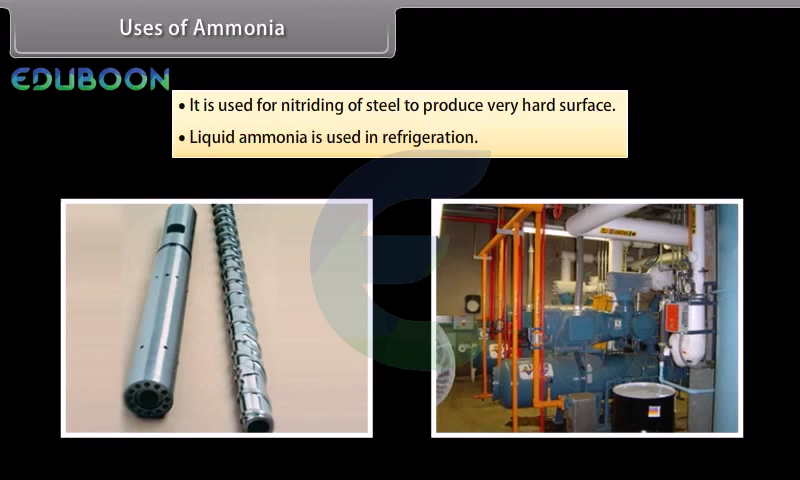 Uses of Ammonia
EDUBOON
• It is used for nitriding of steel to produce very hard surface.
• Liquid ammonia is used in refrigeration.